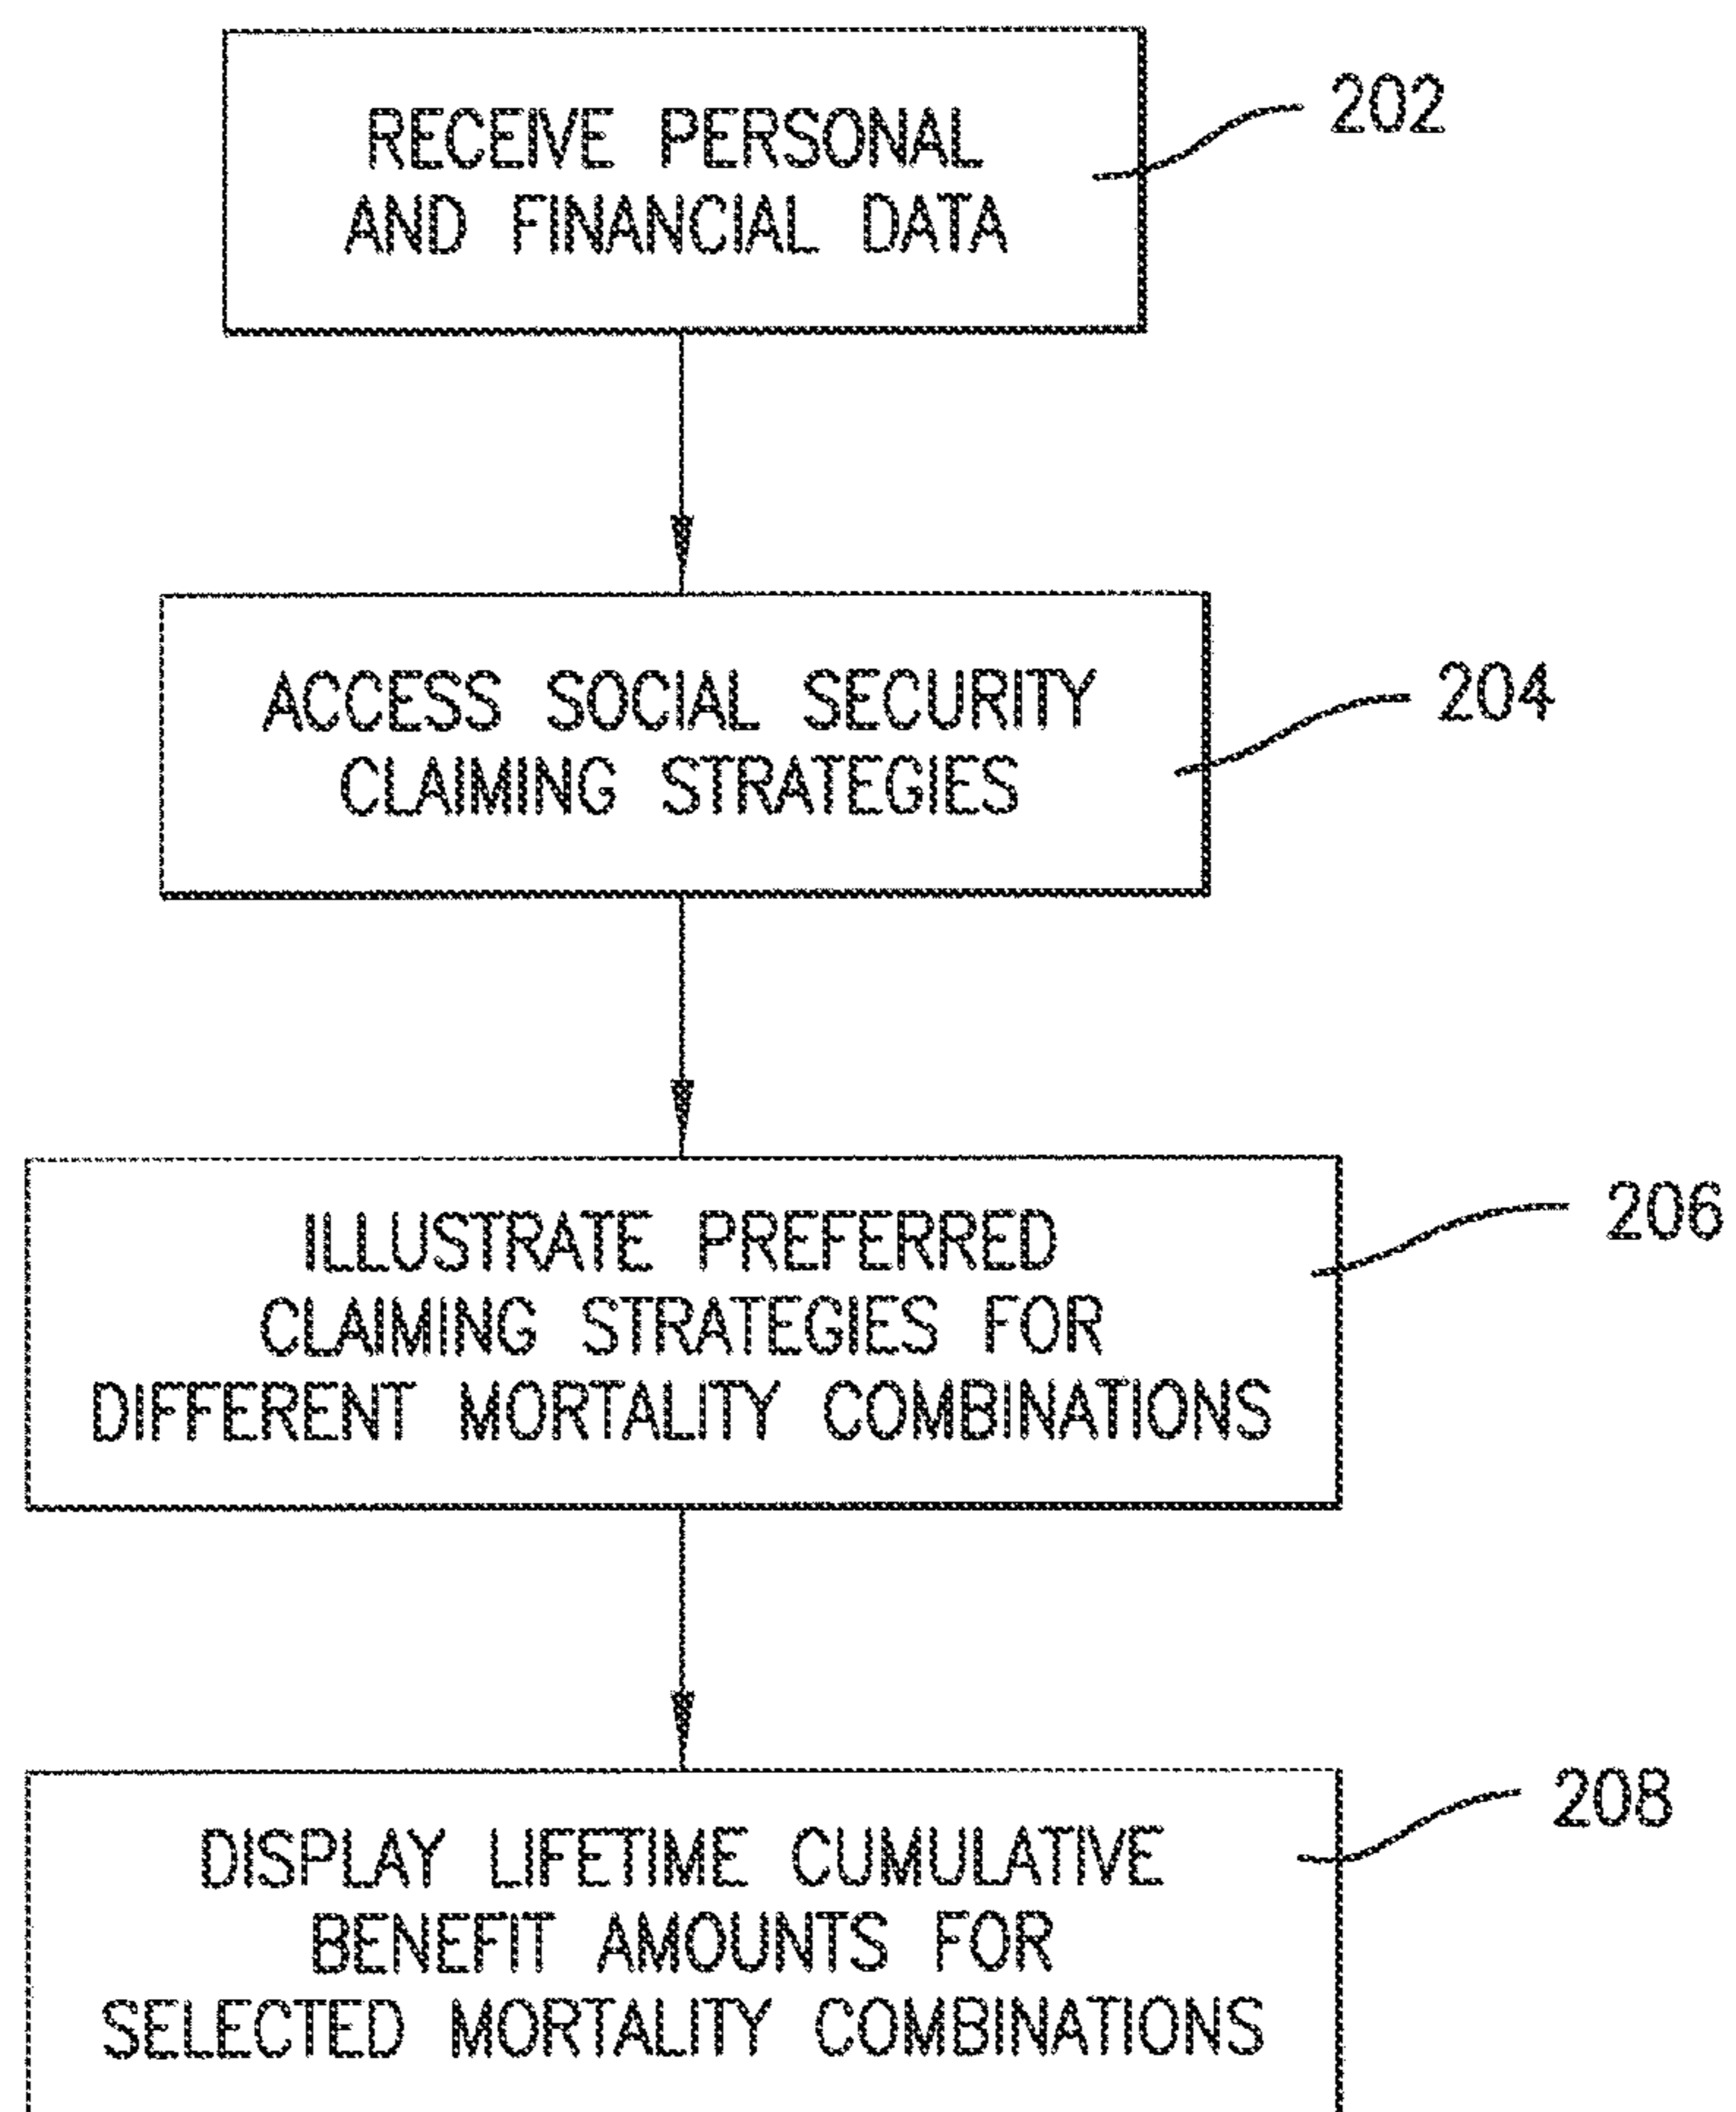 RECEIVE PERSONAL
AND FINANCIAL DATA
202
ACCESS SOCIAL SECURITY
CLAIMING STRATEGIES
204
ILLUSTRATE PREFERRED
CLAIMING STRATEGIES FOR
DIFFERENT MORTALITY COMBINATIONS
206
DISPLAY LIFETIME CUMULATIVE
BENEFIT AMOUNTS FOR
SELECTED MORTALITY COMBINATIONS
208